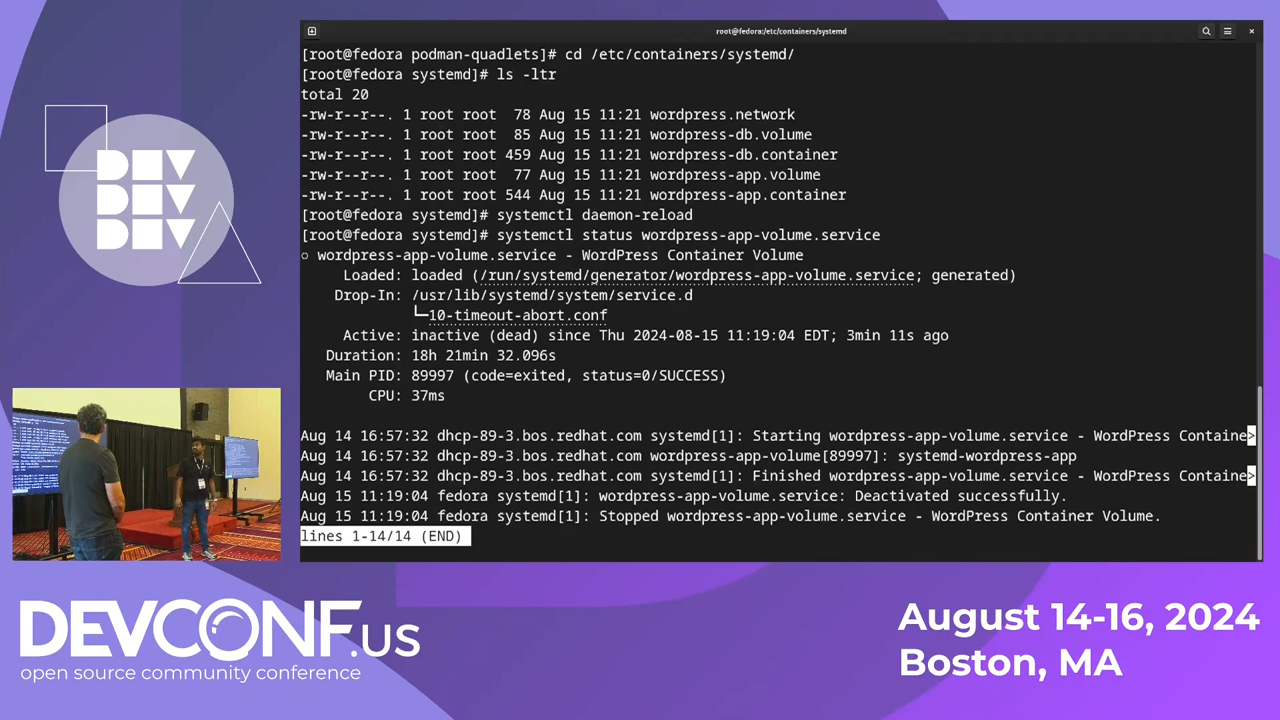 root@fedora:/etc/containers/systemd
[root@fedora podman-quadlets]# cd /etc/containers/systemd/
[root@fedora systemd]# ls -ltr
total 20
-rw-r--r--. 1 root root  78 Aug 15 11:21 wordpress.network
-rw-r--r--. 1 root root  85 Aug 15 11:21 wordpress-db.volume
-rw-r--r--. 1 root root 459 Aug 15 11:21 wordpress-db.container
-rw-r--r--. 1 root root  77 Aug 15 11:21 wordpress-app.volume
-rw-r--r--. 1 root root 544 Aug 15 11:21 wordpress-app.container
[root@fedora systemd]# systemctl daemon-reload
[root@fedora systemd]# systemctl status wordpress-app-volume.service
○ wordpress-app-volume.service - WordPress Container Volume
Loaded: loaded (/run/systemd/generator/wordpress-app-volume.service; generated)
Drop-In: /usr/lib/systemd/system/service.d
└─10-timeout-abort.conf
Active: inactive (dead) since Thu 2024-08-15 11:19:04 EDT; 3min 11s ago
Duration: 18h 21min 32.096s
Main PID: 89997 (code=exited, status=0/SUCCESS)
CPU: 37ms
Aug 14 16:57:32 dhcp-89-3.bos.redhat.com systemd[1]: Starting wordpress-app-volume.service - WordPress Containe>
Aug 14 16:57:32 dhcp-89-3.bos.redhat.com wordpress-app-volume[89997]: systemd-wordpress-app
Aug 14 16:57:32 dhcp-89-3.bos.redhat.com systemd[1]: Finished wordpress-app-volume.service - WordPress Containe>
Aug 15 11:19:04 fedora systemd[1]: wordpress-app-volume.service: Deactivated successfully.
Aug 15 11:19:04 fedora systemd[1]: Stopped wordpress-app-volume.service - WordPress Container Volume.
lines 1-14/14 (END)
DEV
DEV
DEV
DEVCONF.US
open source community conference
August 14-16, 2024
Boston, MA